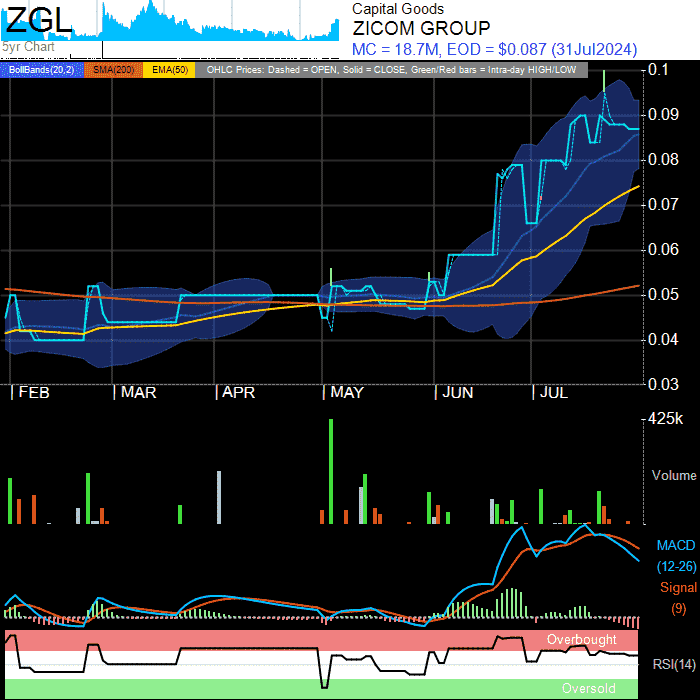 ZGL
5yr Chart
Capital Goods
ZICOM GROUP
MC = 18.7M, EOD = $0.087 (31Jul2024)
BollBands(20,2) SMA(200) EMA(50) OHLC Prices: Dashed = OPEN, Solid = CLOSE, Green/Red bars = Intra-day HIGH/LOW
0.1
0.09
0.08
0.07
0.06
0.05
0.04
0.03
FEB MAR APR MAY JUN JUL
425k
Volume
MACD
(12-26)
Signal
(9)
Overbought
RSI(14)
Oversold